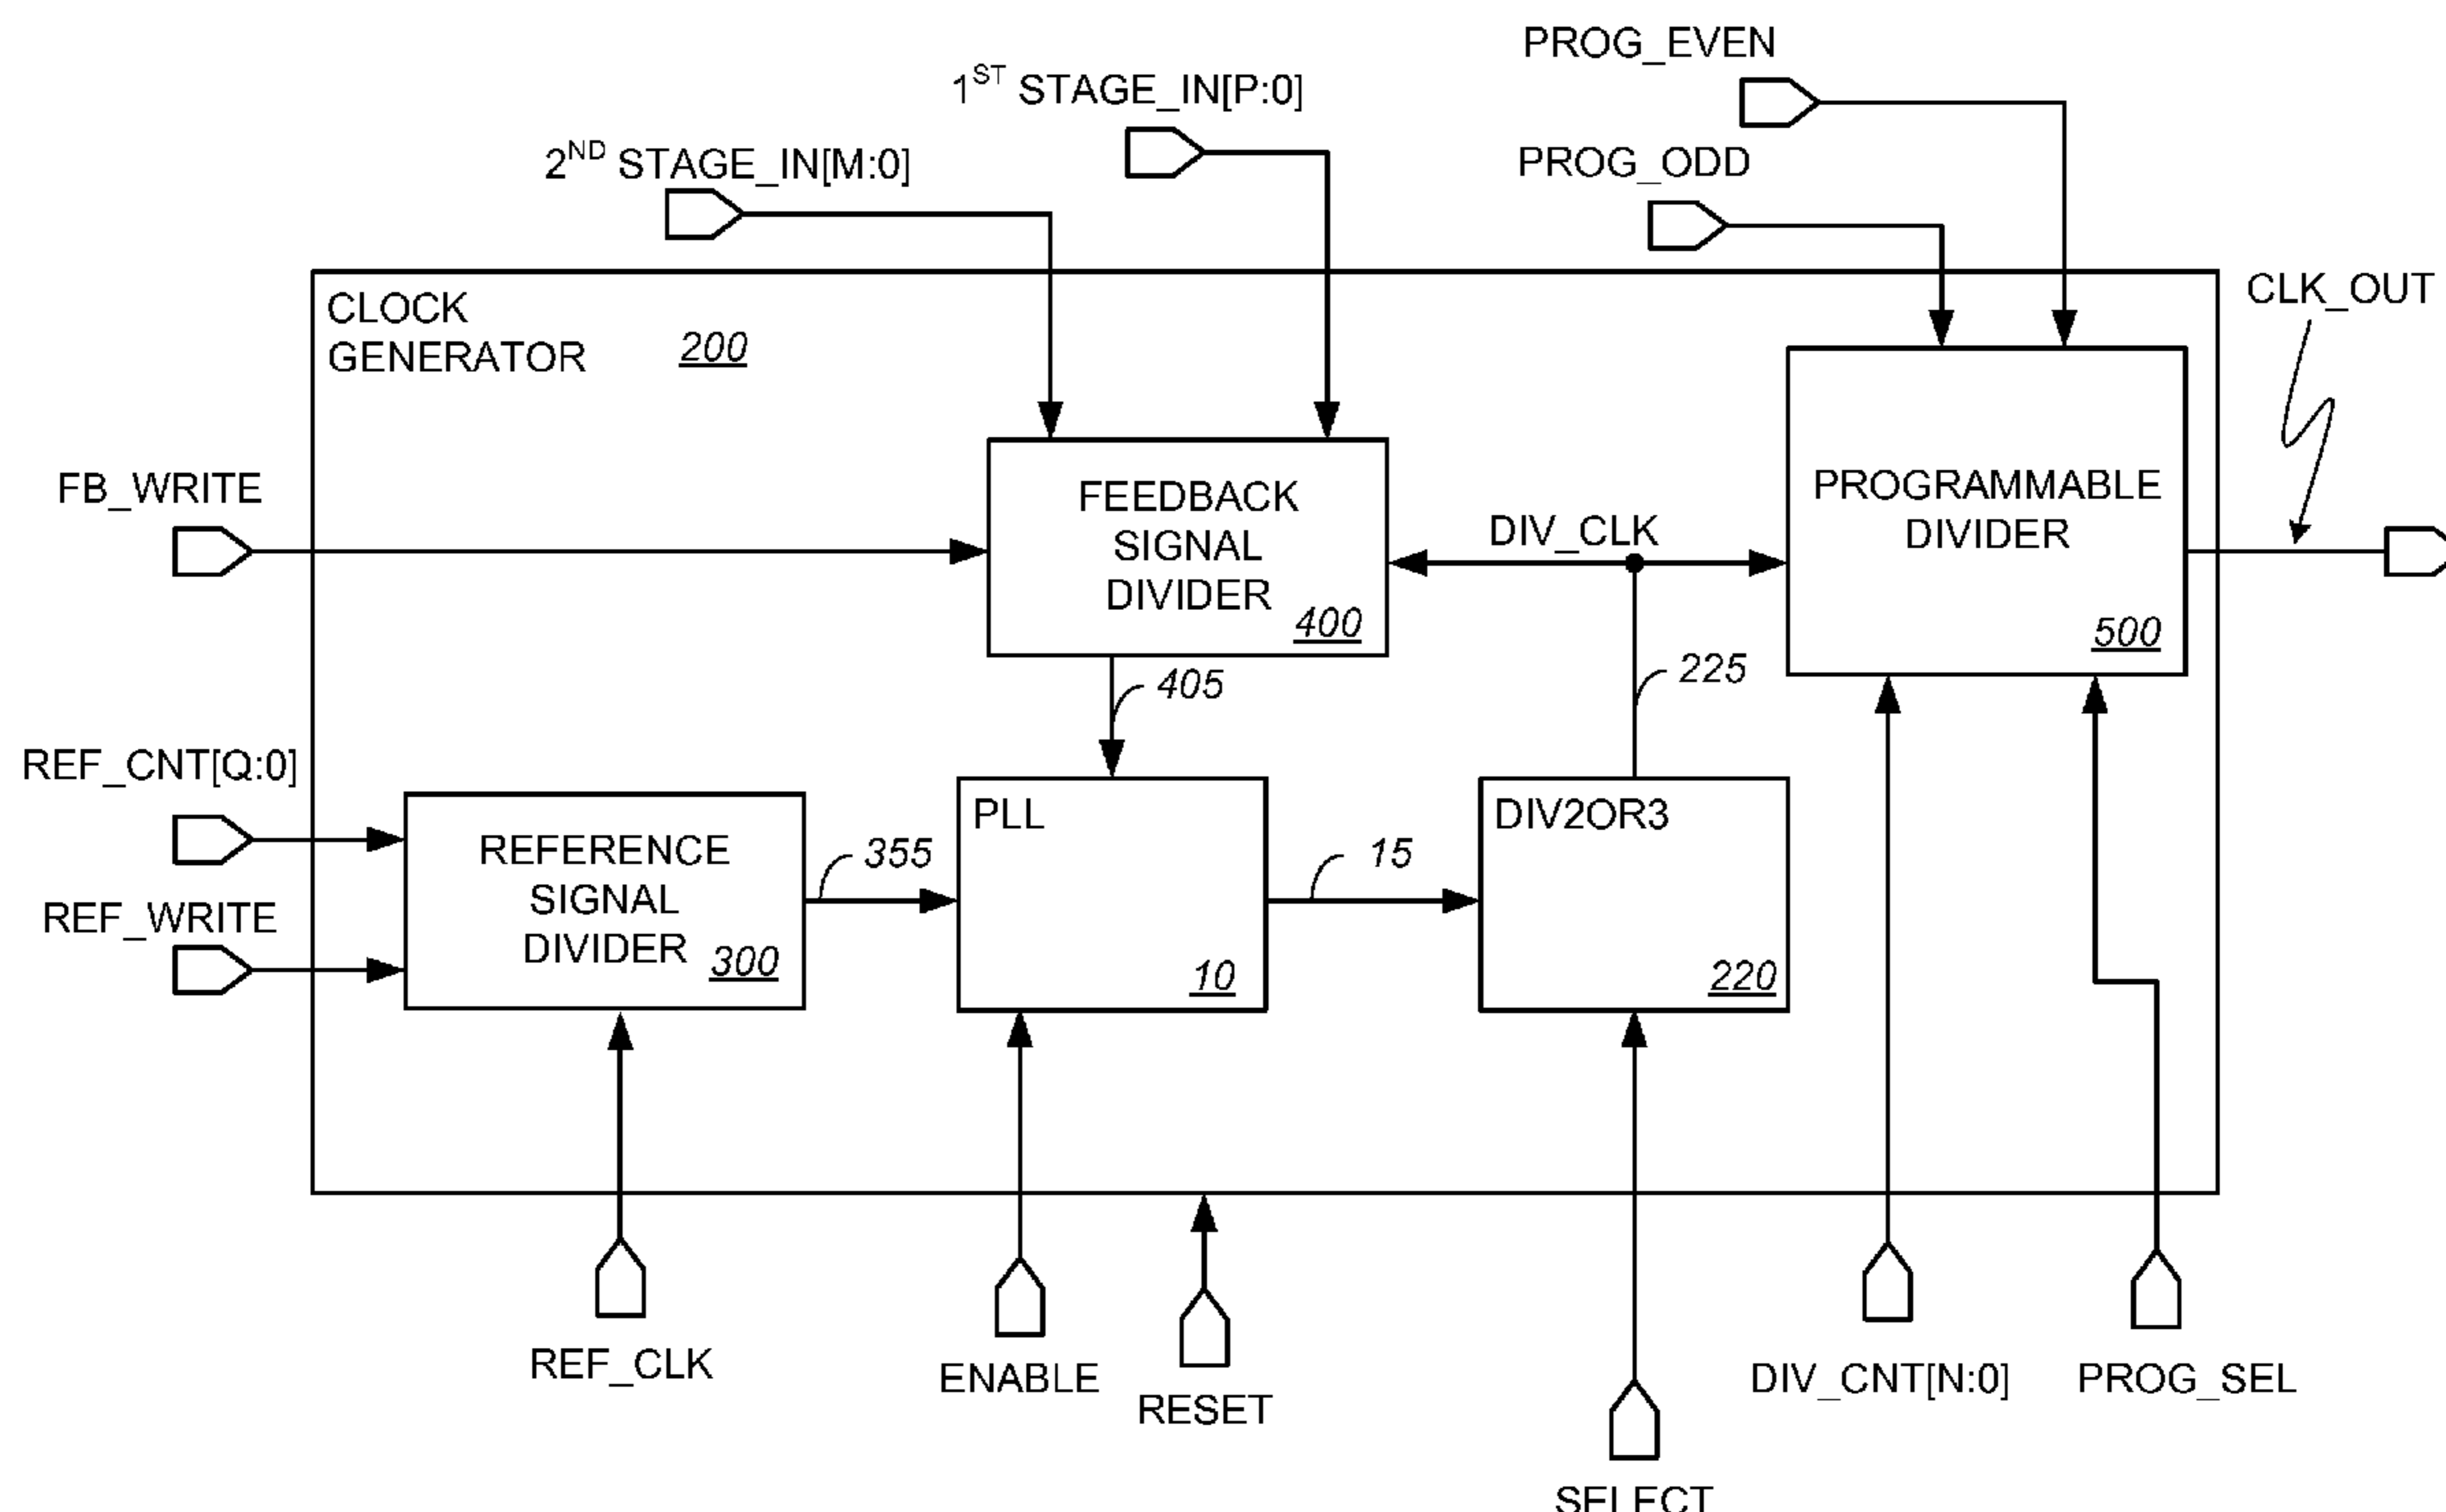 PROG_EVEN
1ST STAGE_IN[P:0]
2ND STAGE_IN[M:0]
PROG_ODD
CLOCK
GENERATOR
200
CLK_OUT
FB_WRITE
FEEDBACK
SIGNAL
DIVIDER
400
DIV_CLK
PROGRAMMABLE
DIVIDER
500
405
225
REF_CNT[Q:0]
REF_WRITE
REFERENCE
SIGNAL
DIVIDER
300
355
PLL
10
15
DIV2OR3
220
REF_CLK
ENABLE
RESET
SELECT
DIV_CNT[N:0]
PROG_SEL